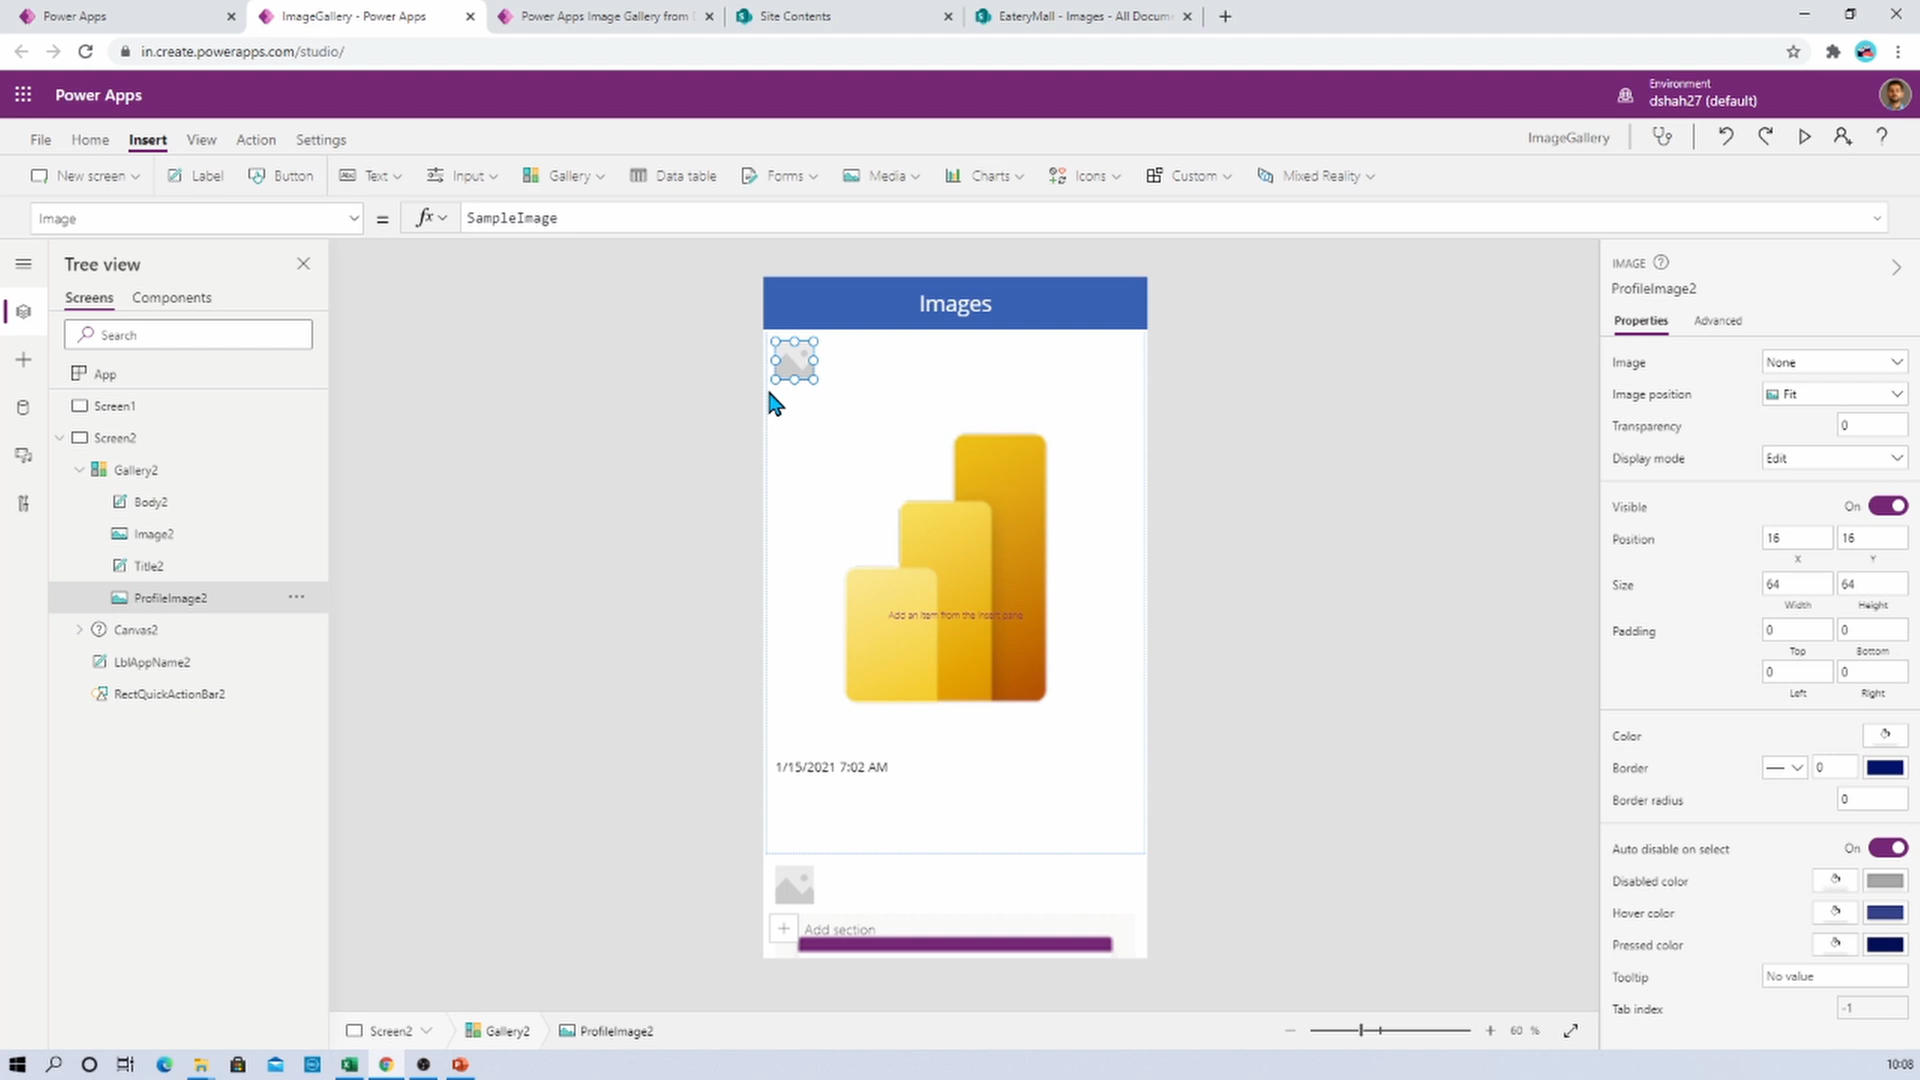 Power Apps
ImageGallery - Power Apps
Power Apps Image Gallery from
Site Contents
EateryMall - Images - All Docum
in.create.powerapps.com/studio/
Power Apps
Environment
dshah27 (default)
File Home Insert View Action Settings
ImageGallery
New screen Label Button Text Input Gallery Data table Forms Media Charts Icons Custom Mixed Reality
Image = fx SampleImage
Tree view
Screens Components
Search
App
Screen1
Screen2
Gallery2
Body2
Image2
Title2
ProfileImage2
Canvas2
LblAppName2
RectQuickActionBar2
Images
Add an item from the insert pane
1/15/2021 7:02 AM
Add section
Screen2 Gallery2 ProfileImage2
60 %
IMAGE
ProfileImage2
Properties Advanced
Image None
Image position Fit
Transparency 0
Display mode Edit
Visible On
Position 16 16
X Y
Size 64 64
Width Height
Padding 0 0
Top Bottom
0 0
Left Right
Color
Border 0
Border radius 0
Auto disable on select On
Disabled color
Hover color
Pressed color
Tooltip No value
Tab index -1
10:08